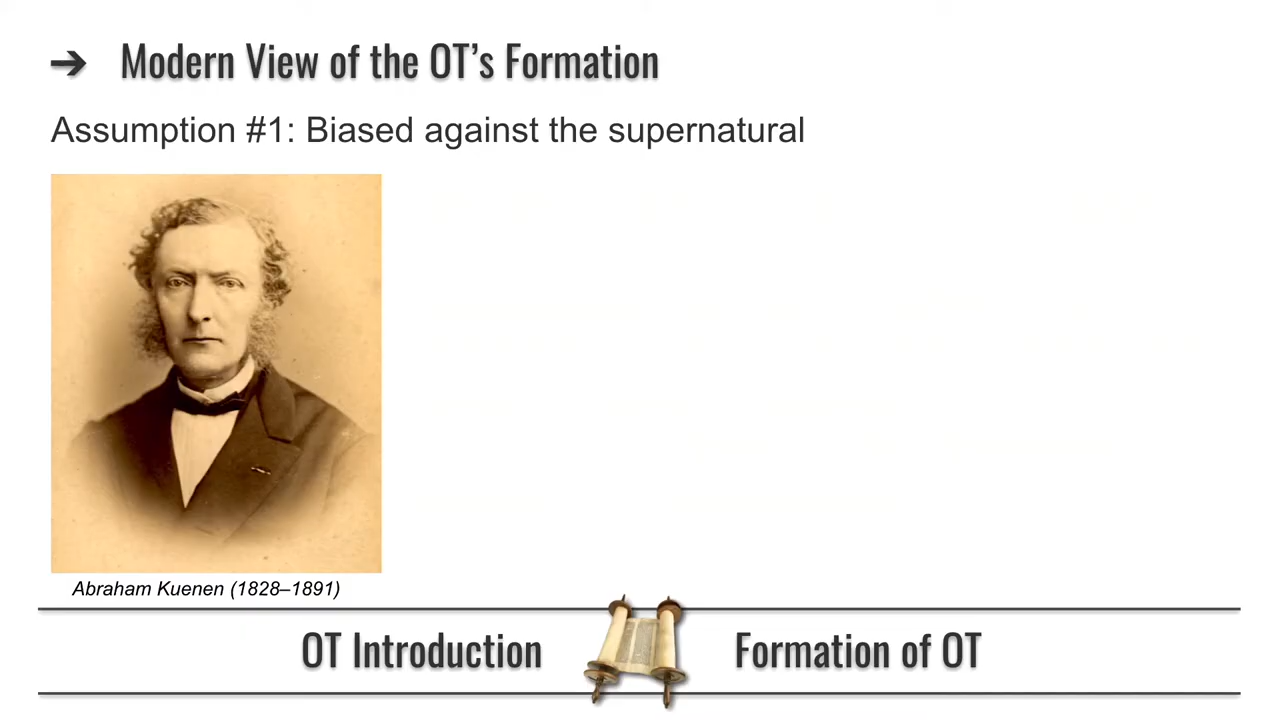 ➔ Modern View of the OT’s Formation
Assumption #1: Biased against the supernatural
Abraham Kuenen (1828–1891)
OT Introduction
Formation of OT